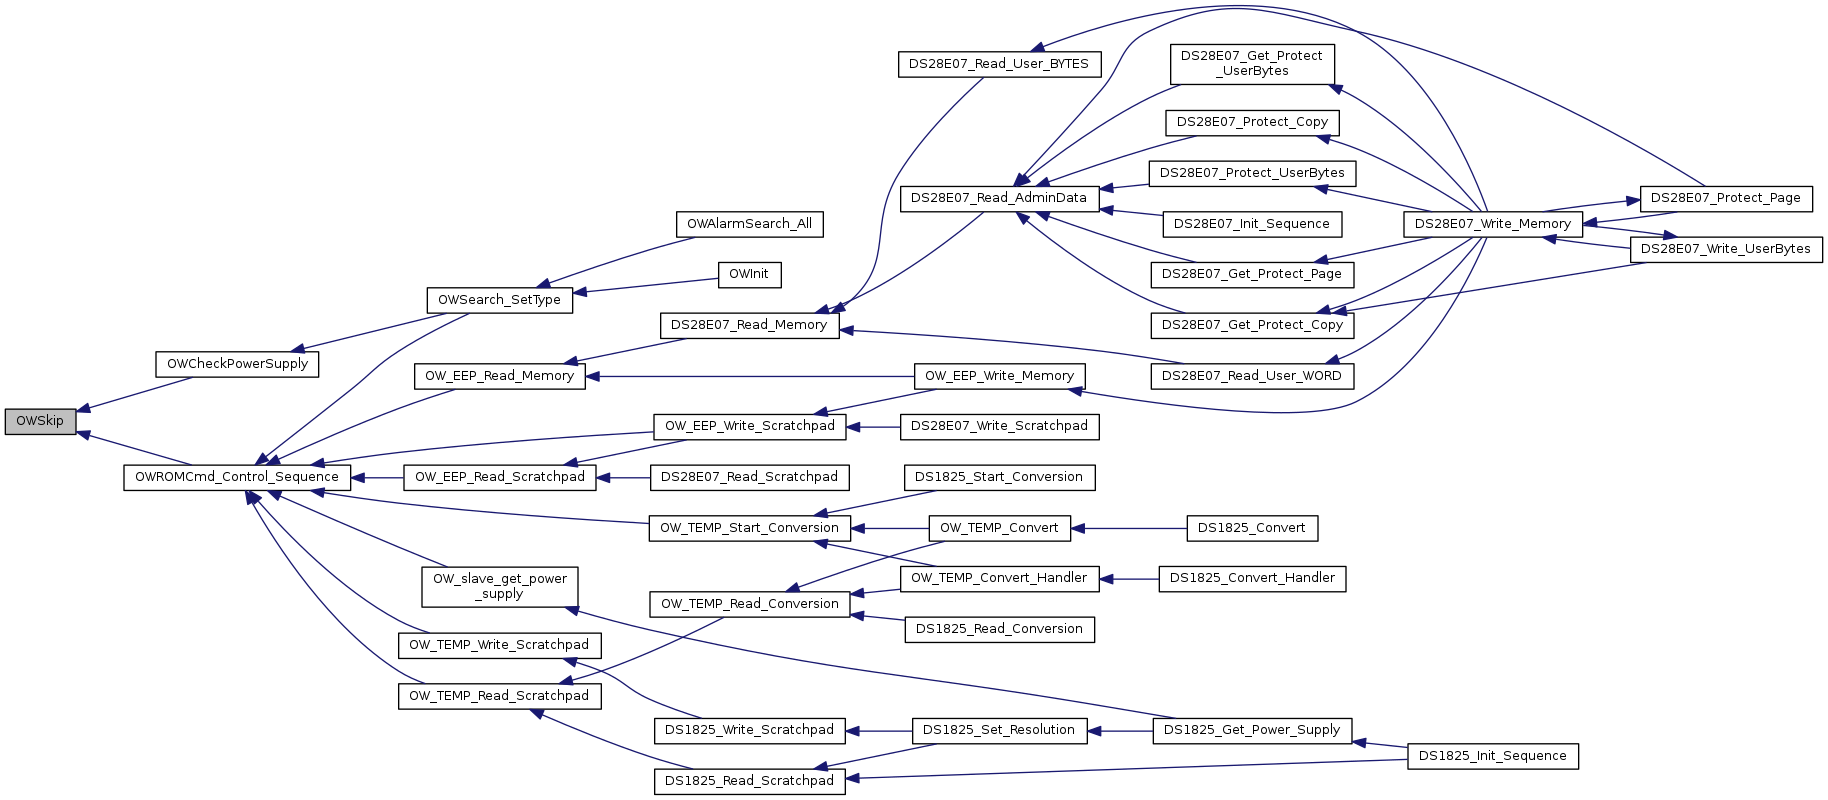 DS28E07_Read_User_BYTES
DS28E07_Get_Protect
_UserBytes
DS28E07_Protect_Copy
DS28E07_Protect_UserBytes
DS28E07_Read_AdminData
DS28E07_Protect_Page
DS28E07_Init_Sequence
DS28E07_Write_Memory
OWAlarmSearch_All
DS28E07_Write_UserBytes
OWInit
DS28E07_Get_Protect_Page
OWSearch_SetType
DS28E07_Read_Memory
DS28E07_Get_Protect_Copy
OWCheckPowerSupply
OW_EEP_Read_Memory
OW_EEP_Write_Memory
DS28E07_Read_User_WORD
OWSkip
OW_EEP_Write_Scratchpad
DS28E07_Write_Scratchpad
OWROMCmd_Control_Sequence
OW_EEP_Read_Scratchpad
DS28E07_Read_Scratchpad
DS1825_Start_Conversion
OW_TEMP_Start_Conversion
OW_TEMP_Convert
DS1825_Convert
OW_slave_get_power
_supply
OW_TEMP_Convert_Handler
DS1825_Convert_Handler
OW_TEMP_Read_Conversion
DS1825_Read_Conversion
OW_TEMP_Write_Scratchpad
OW_TEMP_Read_Scratchpad
DS1825_Write_Scratchpad
DS1825_Set_Resolution
DS1825_Get_Power_Supply
DS1825_Init_Sequence
DS1825_Read_Scratchpad